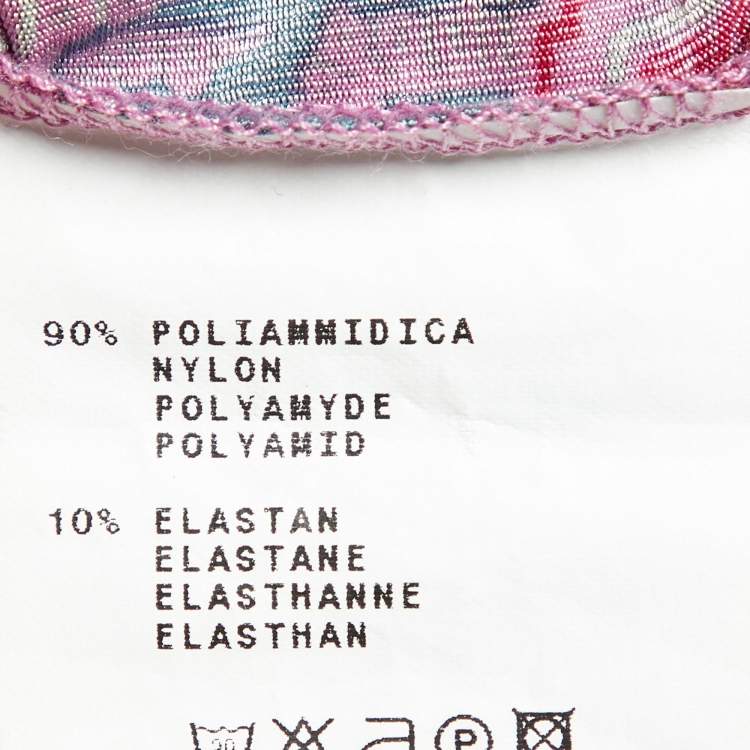 90% POLIAMMIDICA
NYLON
POLYAMYDE
POLYAMID
10% ELASTAN
ELASTANE
ELASTHANNE
ELASTHAN
P